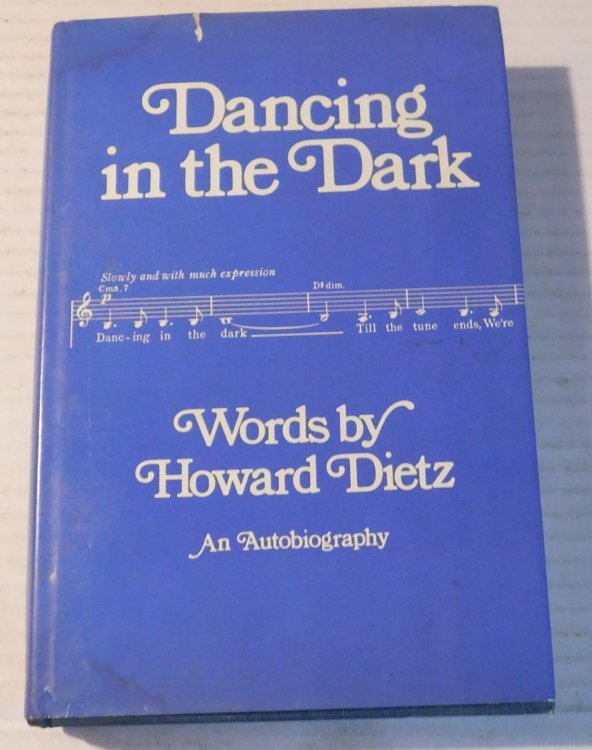 Dancing
in the Dark
Slowly and with much expression
Cma.7
D♯dim.
p
Danc-ing in the dark Till the tune ends, We're
Words by
Howard Dietz
An Autobiography